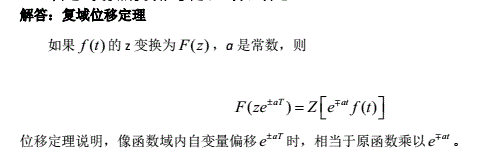 解答：复域位移定理
如果 f(t) 的 z 变换为 F(z)，a 是常数，则
F(ze^{±aT}) = Z[e^{∓at} f(t)]
位移定理说明，像函数域内自变量偏移 e^{±aT} 时，相当于原函数乘以 e^{∓at}。